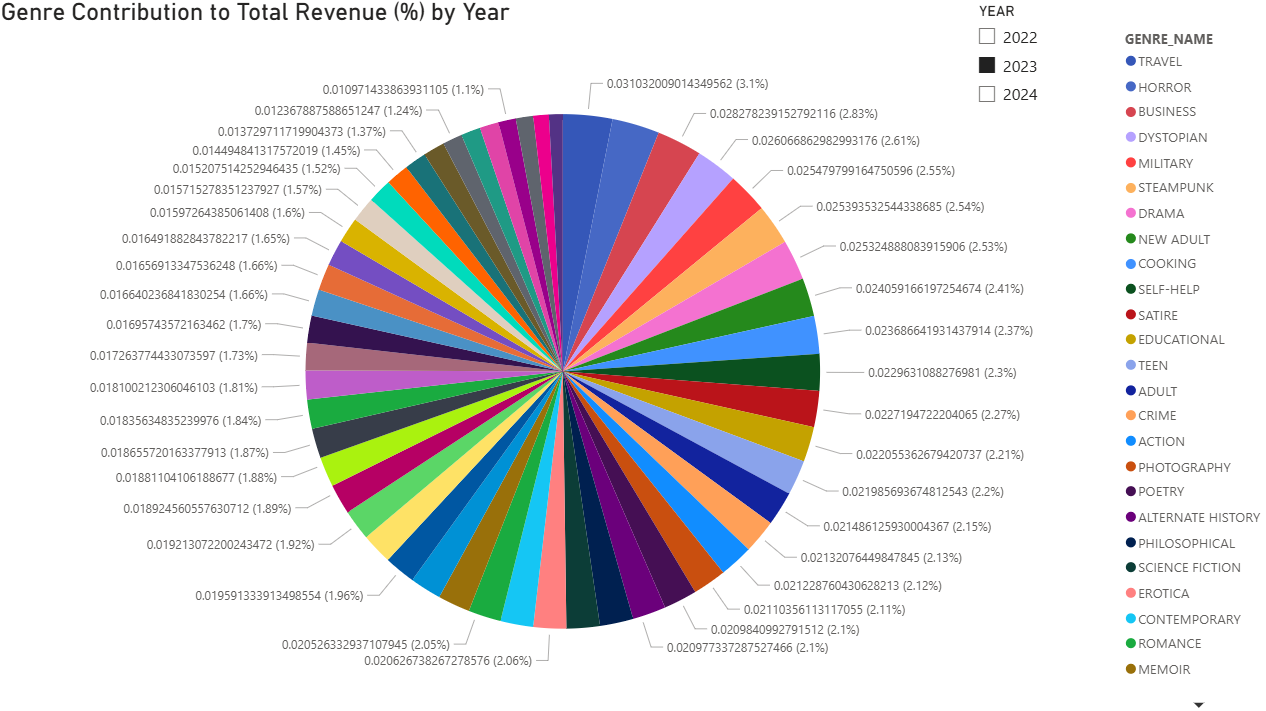 Genre Contribution to Total Revenue (%) by Year
YEAR
2022
2023
2024
GENRE_NAME
TRAVEL
HORROR
BUSINESS
DYSTOPIAN
MILITARY
STEAMPUNK
DRAMA
NEW ADULT
COOKING
SELF-HELP
SATIRE
EDUCATIONAL
TEEN
ADULT
CRIME
ACTION
PHOTOGRAPHY
POETRY
ALTERNATE HISTORY
PHILOSOPHICAL
SCIENCE FICTION
EROTICA
CONTEMPORARY
ROMANCE
MEMOIR
0.031032009014349562 (3.1%)
0.028278239152792116 (2.83%)
0.026066862982993176 (2.61%)
0.025479799164750596 (2.55%)
0.025393532544338685 (2.54%)
0.025324888083915906 (2.53%)
0.024059166197254674 (2.41%)
0.023686641931437914 (2.37%)
0.0229631088276981 (2.3%)
0.0227194722204065 (2.27%)
0.022055362679420737 (2.21%)
0.021985693674812543 (2.2%)
0.021486125930004367 (2.15%)
0.02132076449847845 (2.13%)
0.021228760430628213 (2.12%)
0.02110356113117055 (2.11%)
0.0209840992791512 (2.1%)
0.020977337287527466 (2.1%)
0.020626738267278576 (2.06%)
0.020526332937107945 (2.05%)
0.019591333913498554 (1.96%)
0.019213072200243472 (1.92%)
0.018924560557630712 (1.89%)
0.01881104106188677 (1.88%)
0.018655720163377913 (1.87%)
0.01835634835239976 (1.84%)
0.018100212306046103 (1.81%)
0.017263774433073597 (1.73%)
0.01695743572163462 (1.7%)
0.016640236841830254 (1.66%)
0.01656913347536248 (1.66%)
0.016491882843782217 (1.65%)
0.01597264385061408 (1.6%)
0.015715278351237927 (1.57%)
0.015207514252946435 (1.52%)
0.014494841317572019 (1.45%)
0.013729711719904373 (1.37%)
0.012367887588651247 (1.24%)
0.010971433863931105 (1.1%)